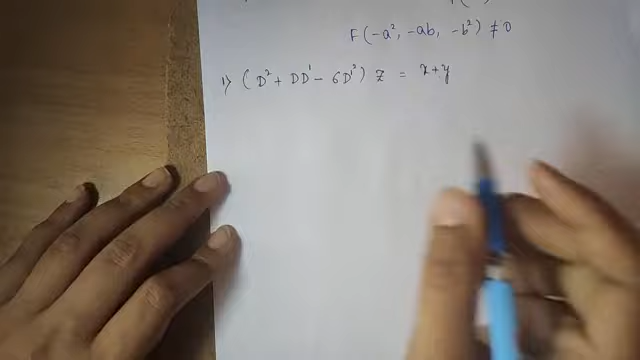 F(-a², -ab, -b²) ≠ 0
1) (D² + DD' - 6D'²) z = x+y